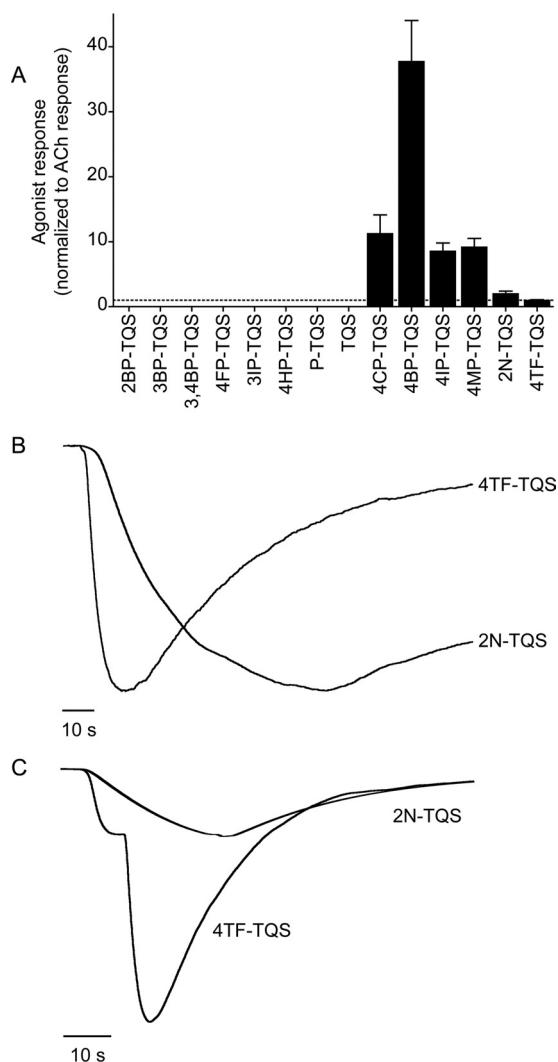 A
Agonist response
(normalized to ACh response)
40
30
20
10
0
2BP-TQS
3BP-TQS
3,4BP-TQS
4FP-TQS
3IP-TQS
4HP-TQS
P-TQS
TQS
4CP-TQS
4BP-TQS
4IP-TQS
4MP-TQS
2N-TQS
4TF-TQS
B
4TF-TQS
2N-TQS
10 s
C
2N-TQS
4TF-TQS
10 s